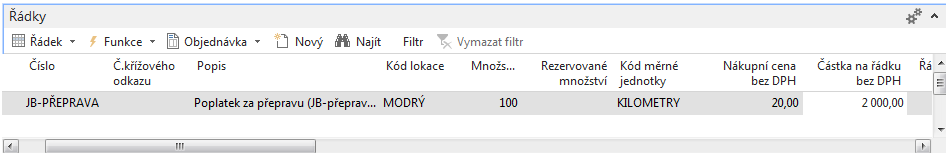 Řádky
Řádek Funkce Objednávka Nový Najít Filtr Vymazat filtr
Číslo Č.křížového odkazu Popis Kód lokace Množs... Rezervované množství Kód měrné jednotky Nákupní cena bez DPH Částka na řádku bez DPH Řá
JB-PŘEPRAVA Poplatek za přepravu (JB-přeprav... MODRÝ 100 KILOMETRY 20,00 2 000,00